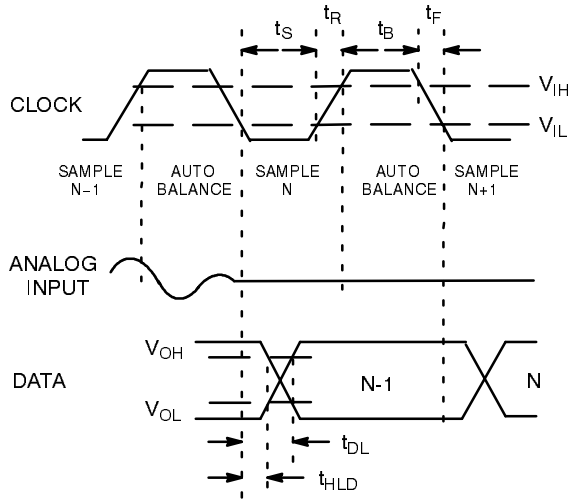 tS tR tB tF
CLOCK
VIH
VIL
SAMPLE N−1
AUTO BALANCE
SAMPLE N
AUTO BALANCE
SAMPLE N+1
ANALOG INPUT
DATA
VOH
VOL
N-1
N
tDL
tHLD